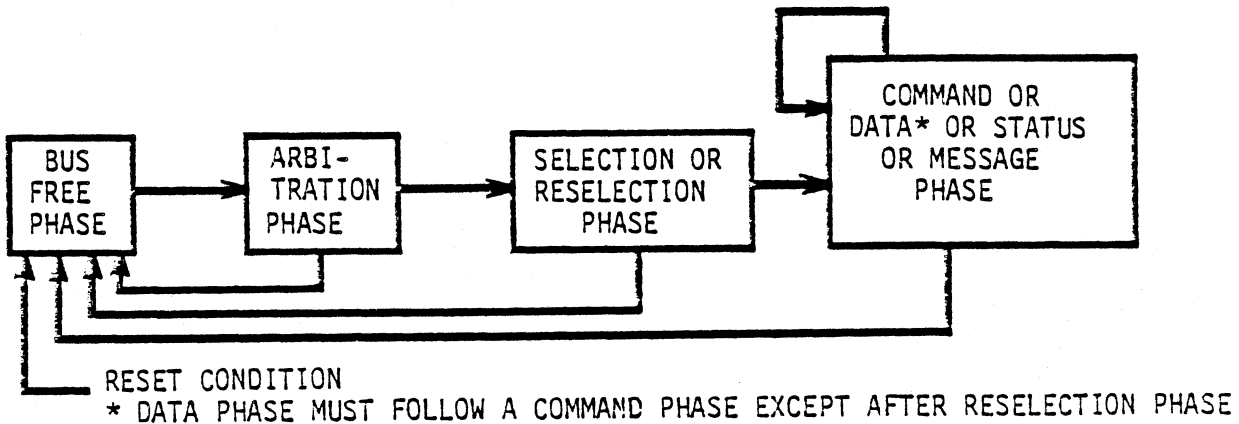 BUS
FREE
PHASE
ARBI-
TRATION
PHASE
SELECTION OR
RESELECTION
PHASE
COMMAND OR
DATA* OR STATUS
OR MESSAGE
PHASE
RESET CONDITION
* DATA PHASE MUST FOLLOW A COMMAND PHASE EXCEPT AFTER RESELECTION PHASE